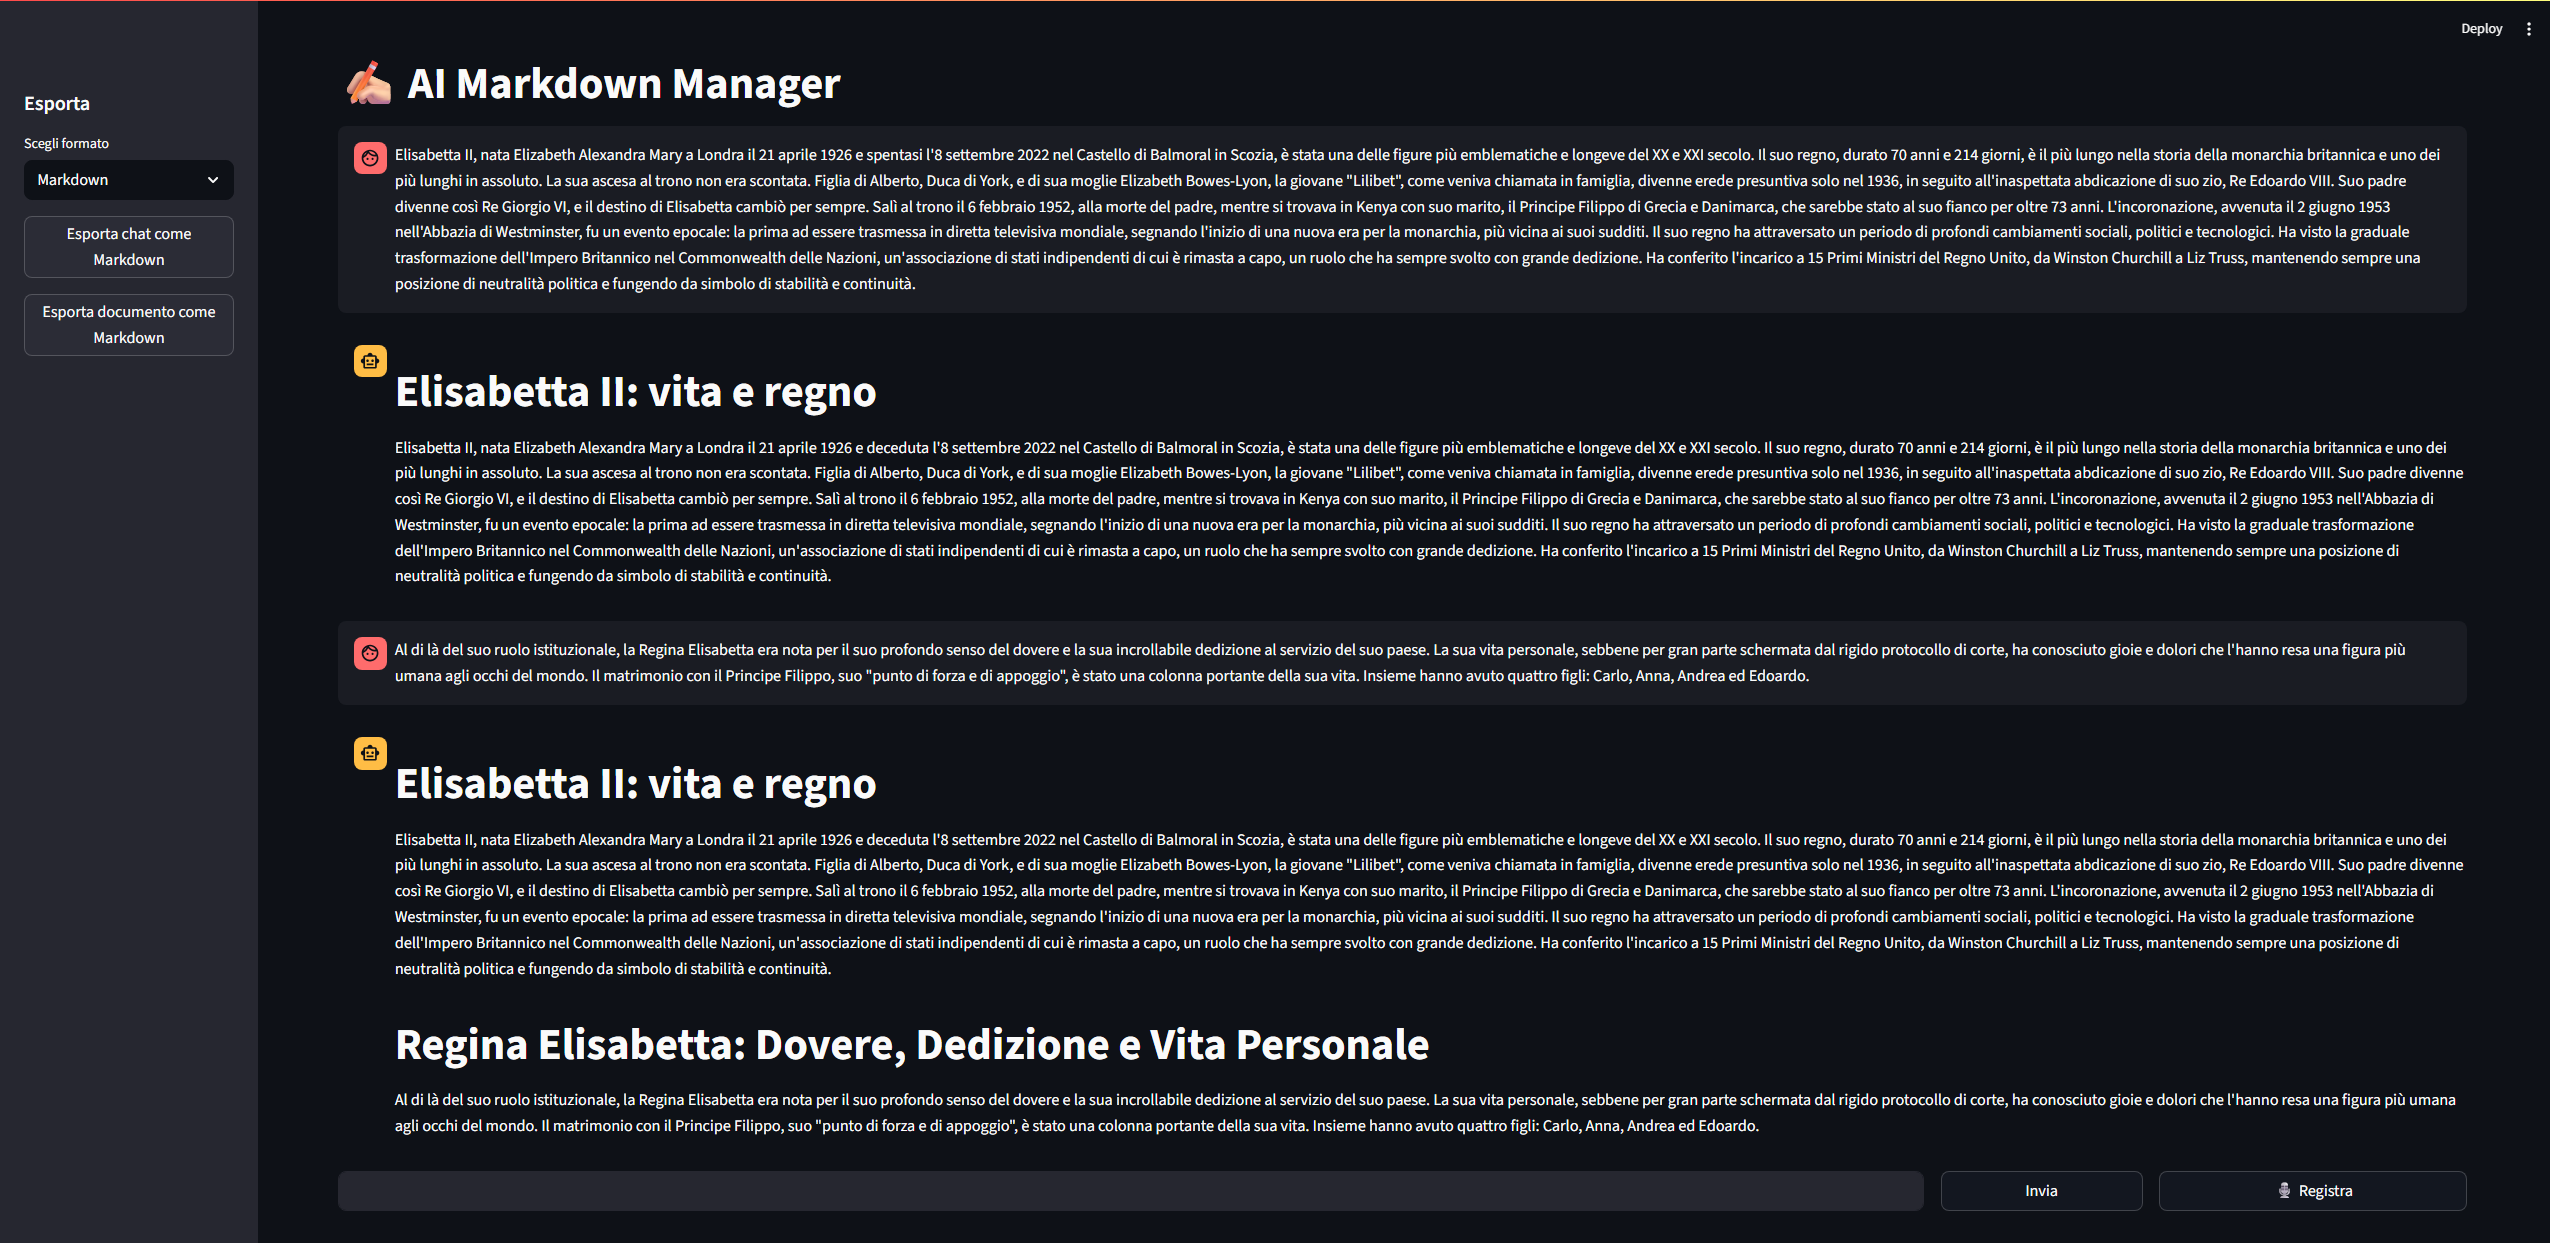 Deploy
Esporta
Scegli formato
Markdown
Esporta chat come
Markdown
Esporta documento come
Markdown
AI Markdown Manager
Elisabetta II, nata Elizabeth Alexandra Mary a Londra il 21 aprile 1926 e spentasi l'8 settembre 2022 nel Castello di Balmoral in Scozia, è stata una delle figure più emblematiche e longeve del XX e XXI secolo. Il suo regno, durato 70 anni e 214 giorni, è il più lungo nella storia della monarchia britannica e uno dei
più lunghi in assoluto. La sua ascesa al trono non era scontata. Figlia di Alberto, Duca di York, e di sua moglie Elizabeth Bowes-Lyon, la giovane "Lilibet", come veniva chiamata in famiglia, divenne erede presuntiva solo nel 1936, in seguito all'inaspettata abdicazione di suo zio, Re Edoardo VIII. Suo padre
divenne così Re Giorgio VI, e il destino di Elisabetta cambiò per sempre. Salì al trono il 6 febbraio 1952, alla morte del padre, mentre si trovava in Kenya con suo marito, il Principe Filippo di Grecia e Danimarca, che sarebbe stato al suo fianco per oltre 73 anni. L'incoronazione, avvenuta il 2 giugno 1953
nell'Abbazia di Westminster, fu un evento epocale: la prima ad essere trasmessa in diretta televisiva mondiale, segnando l'inizio di una nuova era per la monarchia, più vicina ai suoi sudditi. Il suo regno ha attraversato un periodo di profondi cambiamenti sociali, politici e tecnologici. Ha visto la graduale
trasformazione dell'Impero Britannico nel Commonwealth delle Nazioni, un'associazione di stati indipendenti di cui è rimasta a capo, un ruolo che ha sempre svolto con grande dedizione. Ha conferito l'incarico a 15 Primi Ministri del Regno Unito, da Winston Churchill a Liz Truss, mantenendo sempre una
posizione di neutralità politica e fungendo da simbolo di stabilità e continuità.
Elisabetta II: vita e regno
Elisabetta II, nata Elizabeth Alexandra Mary a Londra il 21 aprile 1926 e deceduta l'8 settembre 2022 nel Castello di Balmoral in Scozia, è stata una delle figure più emblematiche e longeve del XX e XXI secolo. Il suo regno, durato 70 anni e 214 giorni, è il più lungo nella storia della monarchia britannica e uno dei
più lunghi in assoluto. La sua ascesa al trono non era scontata. Figlia di Alberto, Duca di York, e di sua moglie Elizabeth Bowes-Lyon, la giovane "Lilibet", come veniva chiamata in famiglia, divenne erede presuntiva solo nel 1936, in seguito all'inaspettata abdicazione di suo zio, Re Edoardo VIII. Suo padre divenne
così Re Giorgio VI, e il destino di Elisabetta cambiò per sempre. Salì al trono il 6 febbraio 1952, alla morte del padre, mentre si trovava in Kenya con suo marito, il Principe Filippo di Grecia e Danimarca, che sarebbe stato al suo fianco per oltre 73 anni. L'incoronazione, avvenuta il 2 giugno 1953 nell'Abbazia di
Westminster, fu un evento epocale: la prima ad essere trasmessa in diretta televisiva mondiale, segnando l'inizio di una nuova era per la monarchia, più vicina ai suoi sudditi. Il suo regno ha attraversato un periodo di profondi cambiamenti sociali, politici e tecnologici. Ha visto la graduale trasformazione
dell'Impero Britannico nel Commonwealth delle Nazioni, un'associazione di stati indipendenti di cui è rimasta a capo, un ruolo che ha sempre svolto con grande dedizione. Ha conferito l'incarico a 15 Primi Ministri del Regno Unito, da Winston Churchill a Liz Truss, mantenendo sempre una posizione di
neutralità politica e fungendo da simbolo di stabilità e continuità.
Al di là del suo ruolo istituzionale, la Regina Elisabetta era nota per il suo profondo senso del dovere e la sua incrollabile dedizione al servizio del suo paese. La sua vita personale, sebbene per gran parte schermata dal rigido protocollo di corte, ha conosciuto gioie e dolori che l'hanno resa una figura più
umana agli occhi del mondo. Il matrimonio con il Principe Filippo, suo "punto di forza e di appoggio", è stato una colonna portante della sua vita. Insieme hanno avuto quattro figli: Carlo, Anna, Andrea ed Edoardo.
Elisabetta II: vita e regno
Elisabetta II, nata Elizabeth Alexandra Mary a Londra il 21 aprile 1926 e deceduta l'8 settembre 2022 nel Castello di Balmoral in Scozia, è stata una delle figure più emblematiche e longeve del XX e XXI secolo. Il suo regno, durato 70 anni e 214 giorni, è il più lungo nella storia della monarchia britannica e uno dei
più lunghi in assoluto. La sua ascesa al trono non era scontata. Figlia di Alberto, Duca di York, e di sua moglie Elizabeth Bowes-Lyon, la giovane "Lilibet", come veniva chiamata in famiglia, divenne erede presuntiva solo nel 1936, in seguito all'inaspettata abdicazione di suo zio, Re Edoardo VIII. Suo padre divenne
così Re Giorgio VI, e il destino di Elisabetta cambiò per sempre. Salì al trono il 6 febbraio 1952, alla morte del padre, mentre si trovava in Kenya con suo marito, il Principe Filippo di Grecia e Danimarca, che sarebbe stato al suo fianco per oltre 73 anni. L'incoronazione, avvenuta il 2 giugno 1953 nell'Abbazia di
Westminster, fu un evento epocale: la prima ad essere trasmessa in diretta televisiva mondiale, segnando l'inizio di una nuova era per la monarchia, più vicina ai suoi sudditi. Il suo regno ha attraversato un periodo di profondi cambiamenti sociali, politici e tecnologici. Ha visto la graduale trasformazione
dell'Impero Britannico nel Commonwealth delle Nazioni, un'associazione di stati indipendenti di cui è rimasta a capo, un ruolo che ha sempre svolto con grande dedizione. Ha conferito l'incarico a 15 Primi Ministri del Regno Unito, da Winston Churchill a Liz Truss, mantenendo sempre una posizione di
neutralità politica e fungendo da simbolo di stabilità e continuità.
Regina Elisabetta: Dovere, Dedizione e Vita Personale
Al di là del suo ruolo istituzionale, la Regina Elisabetta era nota per il suo profondo senso del dovere e la sua incrollabile dedizione al servizio del suo paese. La sua vita personale, sebbene per gran parte schermata dal rigido protocollo di corte, ha conosciuto gioie e dolori che l'hanno resa una figura più umana
agli occhi del mondo. Il matrimonio con il Principe Filippo, suo "punto di forza e di appoggio", è stato una colonna portante della sua vita. Insieme hanno avuto quattro figli: Carlo, Anna, Andrea ed Edoardo.
Invia
Registra